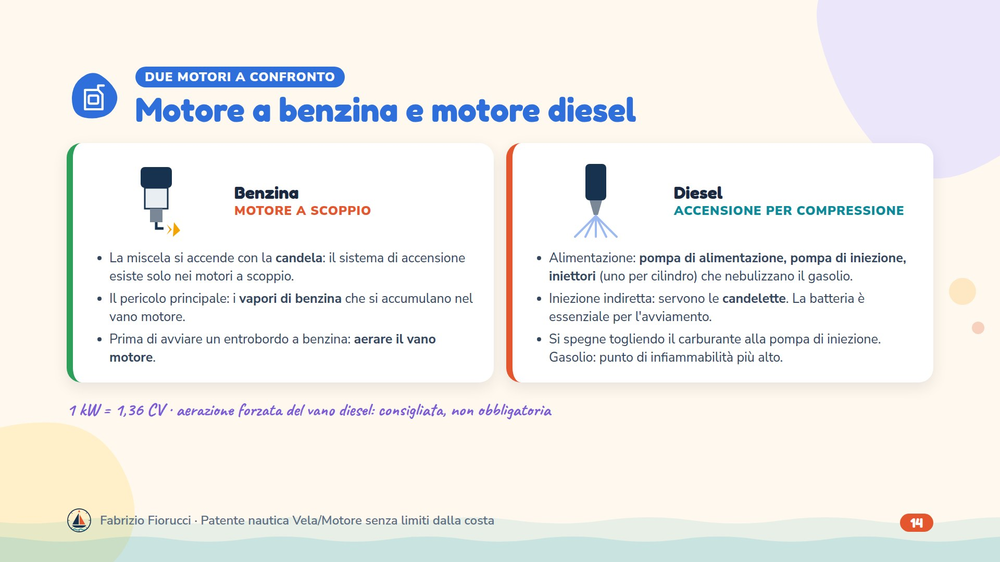 DUE MOTORI A CONFRONTO
Motore a benzina e motore diesel
Benzina
MOTORE A SCOPPIO
• La miscela si accende con la candela: il sistema di accensione
esiste solo nei motori a scoppio.
• Il pericolo principale: i vapori di benzina che si accumulano nel
vano motore.
• Prima di avviare un entrobordo a benzina: aerare il vano
motore.
Diesel
ACCENSIONE PER COMPRESSIONE
• Alimentazione: pompa di alimentazione, pompa di iniezione,
iniettori (uno per cilindro) che nebulizzano il gasolio.
• Iniezione indiretta: servono le candelette. La batteria è
essenziale per l'avviamento.
• Si spegne togliendo il carburante alla pompa di iniezione.
Gasolio: punto di infiammabilità più alto.
1 kW = 1,36 CV · aerazione forzata del vano diesel: consigliata, non obbligatoria
Fabrizio Fiorucci · Patente nautica Vela/Motore senza limiti dalla costa
14